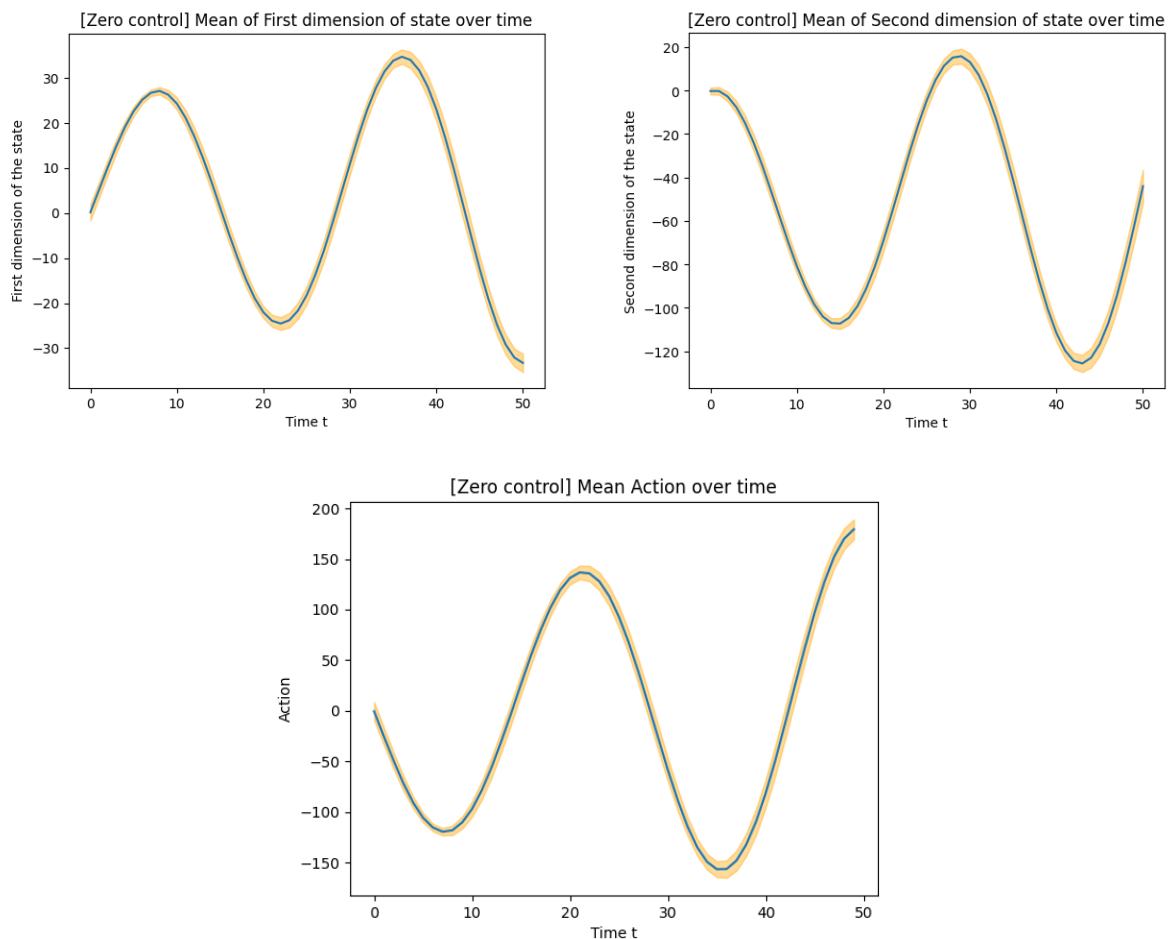 [Zero control] Mean of First dimension of state over time
First dimension of the state
30
20
10
0
−10
−20
−30
0 10 20 30 40 50
Time t
[Zero control] Mean of Second dimension of state over time
Second dimension of the state
20
0
−20
−40
−60
−80
−100
−120
0 10 20 30 40 50
Time t
[Zero control] Mean Action over time
Action
200
150
100
50
0
−50
−100
−150
0 10 20 30 40 50
Time t